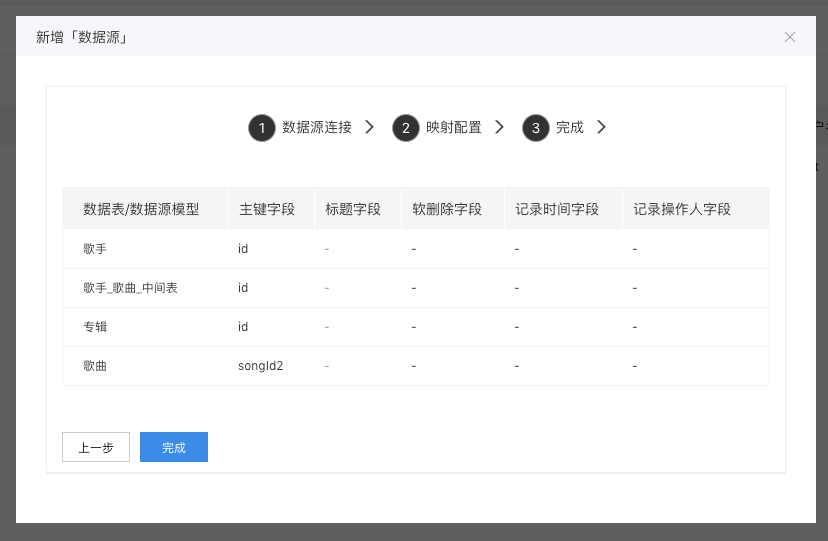 新增「数据源」
1 数据源连接 2 映射配置 3 完成
数据表/数据源模型 主键字段 标题字段 软删除字段 记录时间字段 记录操作人字段
歌手 id - - - -
歌手_歌曲_中间表 id - - - -
专辑 id - - - -
歌曲 songId2 - - - -
上一步 完成